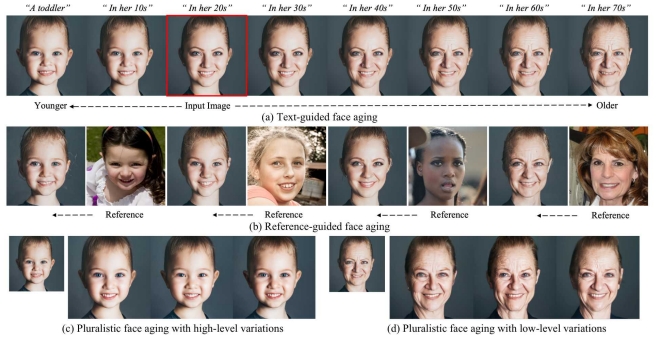 "A toddler" " In her 10s" " In her 20s" " In her 30s" " In her 40s" " In her 50s" " In her 60s" " In her 70s"
Younger Input Image Older
(a) Text-guided face aging
Reference Reference Reference Reference
(b) Reference-guided face aging
(c) Pluralistic face aging with high-level variations (d) Pluralistic face aging with low-level variations